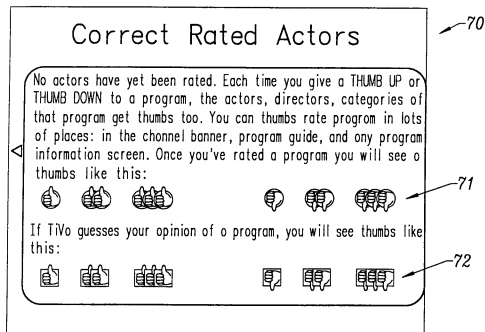 Correct Rated Actors
70
No actors have yet been rated. Each time you give a THUMB UP or
THUMB DOWN to a program, the actors, directors, categories of
that program get thumbs too. You can thumbs rate progrom in lots
of places: in the chonnel banner, program guide, and ony program
information screen. Once you've rated a program you will see o
thumbs like this:
71
If TiVo guesses your opinion of o program, you will see thumbs like
this:
72